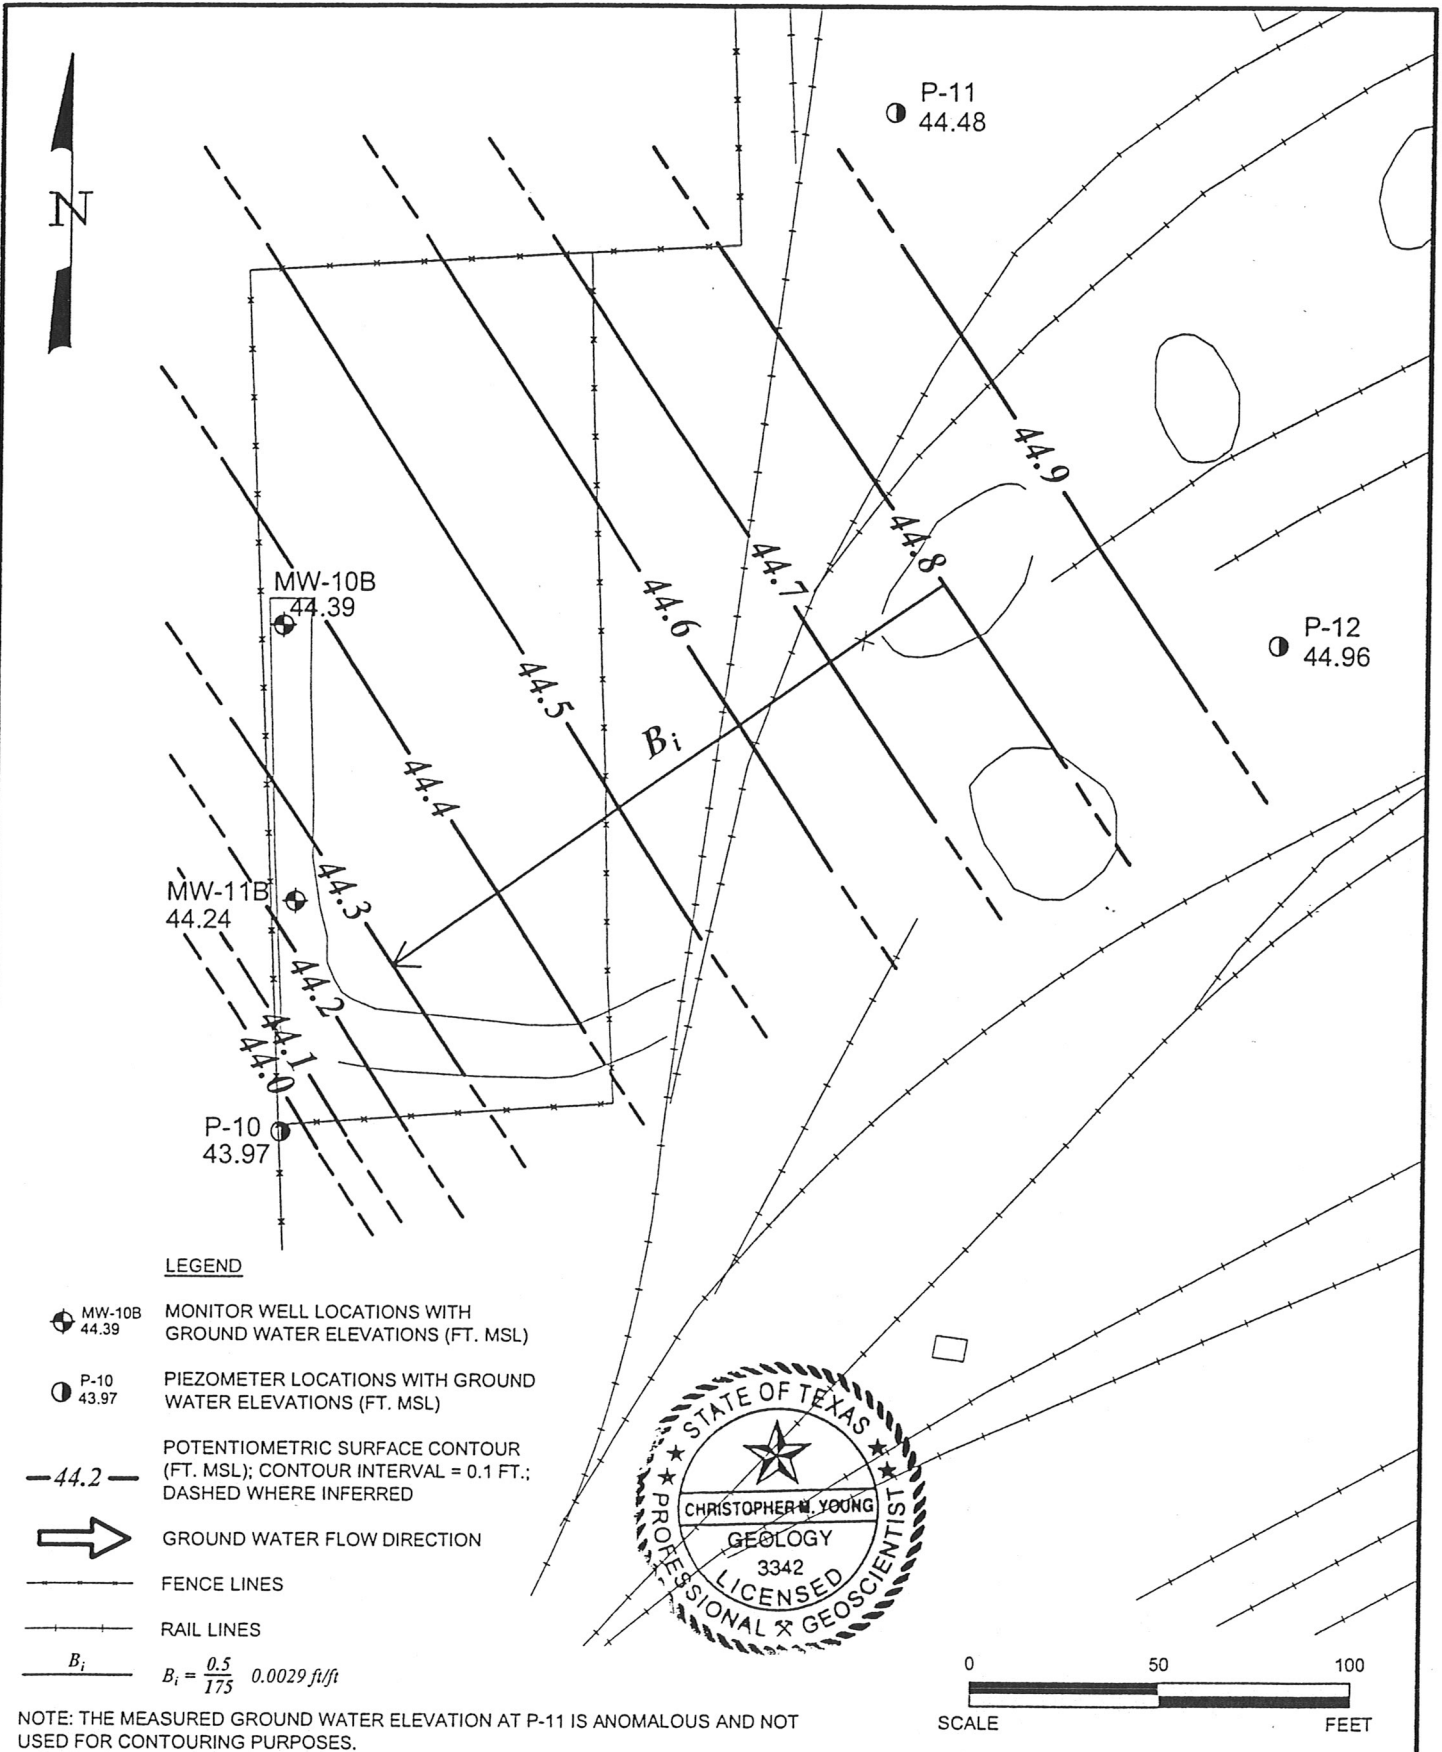 N
P-11
44.48
44.9
44.8
44.7
44.6
44.5
44.4
44.3
44.2
44.1
44.0
MW-10B
44.39
P-12
44.96
Bi
MW-11B
44.24
P-10
43.97
LEGEND
MW-10B
44.39
MONITOR WELL LOCATIONS WITH
GROUND WATER ELEVATIONS (FT. MSL)
P-10
43.97
PIEZOMETER LOCATIONS WITH GROUND
WATER ELEVATIONS (FT. MSL)
44.2
POTENTIOMETRIC SURFACE CONTOUR
(FT. MSL); CONTOUR INTERVAL = 0.1 FT.;
DASHED WHERE INFERRED
GROUND WATER FLOW DIRECTION
FENCE LINES
RAIL LINES
Bi
Bi = 0.5/175 0.0029 ft/ft
NOTE: THE MEASURED GROUND WATER ELEVATION AT P-11 IS ANOMALOUS AND NOT
USED FOR CONTOURING PURPOSES.
STATE OF TEXAS
CHRISTOPHER M. YOUNG
GEOLOGY
3342
LICENSED
PROFESSIONAL GEOSCIENTIST
0 50 100
SCALE FEET